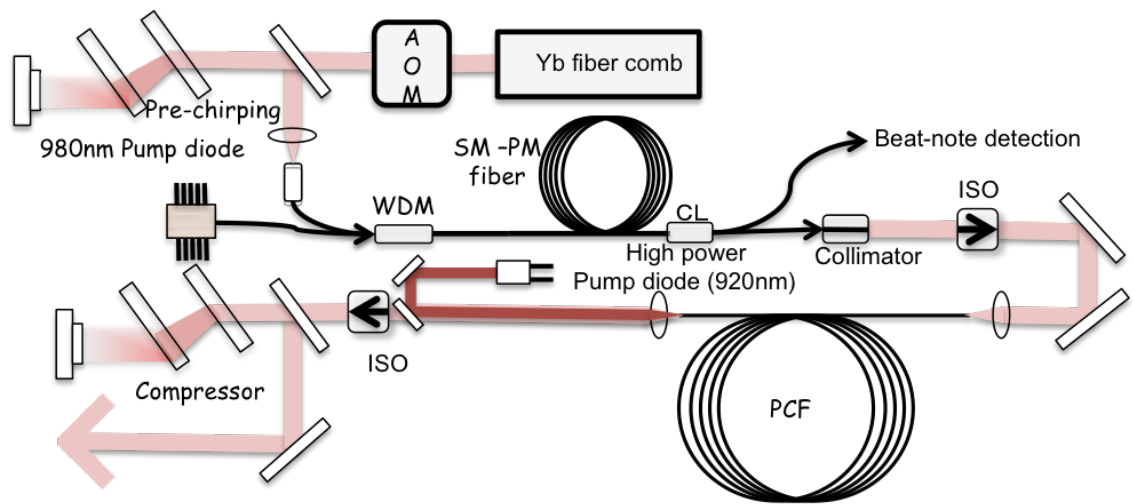 A
O
M
Yb fiber comb
Pre-chirping
980nm Pump diode
SM -PM
fiber
Beat-note detection
WDM
CL
ISO
High power
Pump diode (920nm)
Collimator
ISO
Compressor
PCF